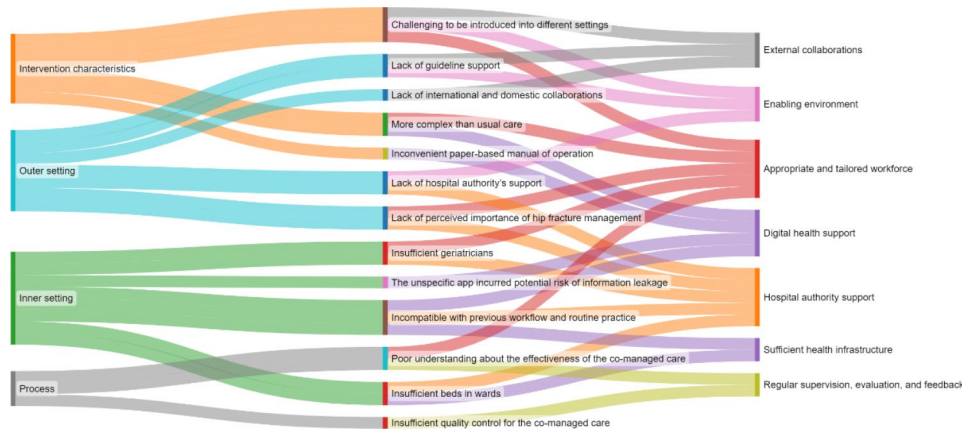 Intervention characteristics
Outer setting
Inner setting
Process
Challenging to be introduced into different settings
Lack of guideline support
Lack of international and domestic collaborations
More complex than usual care
Inconvenient paper-based manual of operation
Lack of hospital authority's support
Lack of perceived importance of hip fracture management
Insufficient geriatricians
The unspecific app incurred potential risk of information leakage
Incompatible with previous workflow and routine practice
Poor understanding about the effectiveness of the co-managed care
Insufficient beds in wards
Insufficient quality control for the co-managed care
External collaborations
Enabling environment
Appropriate and tailored workforce
Digital health support
Hospital authority support
Sufficient health infrastructure
Regular supervision, evaluation, and feedback